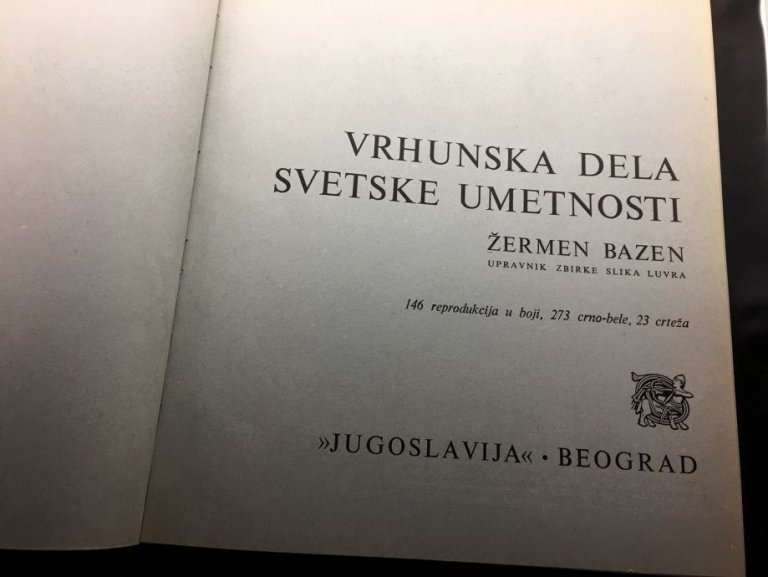 VRHUNSKA DELA
SVETSKE UMETNOSTI
ŽERMEN BAZEN
UPRAVNIK ZBIRKE SLIKA LUVRA
146 reprodukcija u boji, 273 crno-bele, 23 crteža
»JUGOSLAVIJA« • BEOGRAD